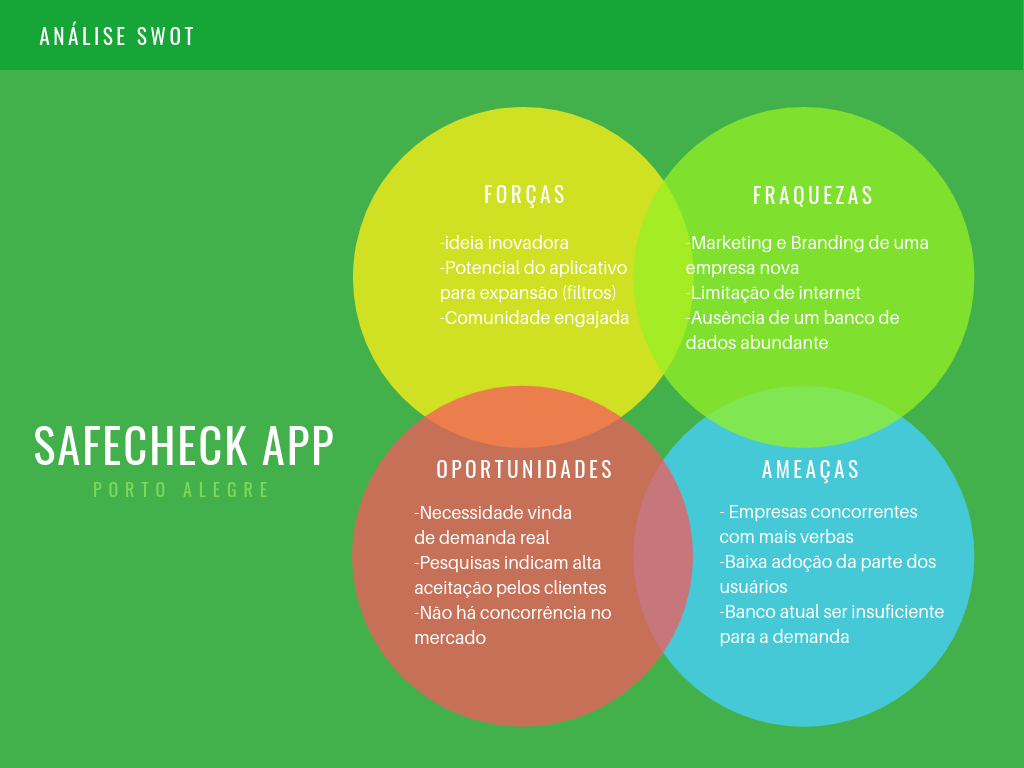 ANÁLISE SWOT
FORÇAS
-ideia inovadora
-Potencial do aplicativo
para expansão (filtros)
-Comunidade engajada
FRAQUEZAS
-Marketing e Branding de uma
empresa nova
-Limitação de internet
-Ausência de um banco de
dados abundante
SAFECHECK APP
PORTO ALEGRE
OPORTUNIDADES
-Necessidade vinda
de demanda real
-Pesquisas indicam alta
aceitação pelos clientes
-Não há concorrência no
mercado
AMEAÇAS
- Empresas concorrentes
com mais verbas
-Baixa adoção da parte dos
usuários
-Banco atual ser insuficiente
para a demanda